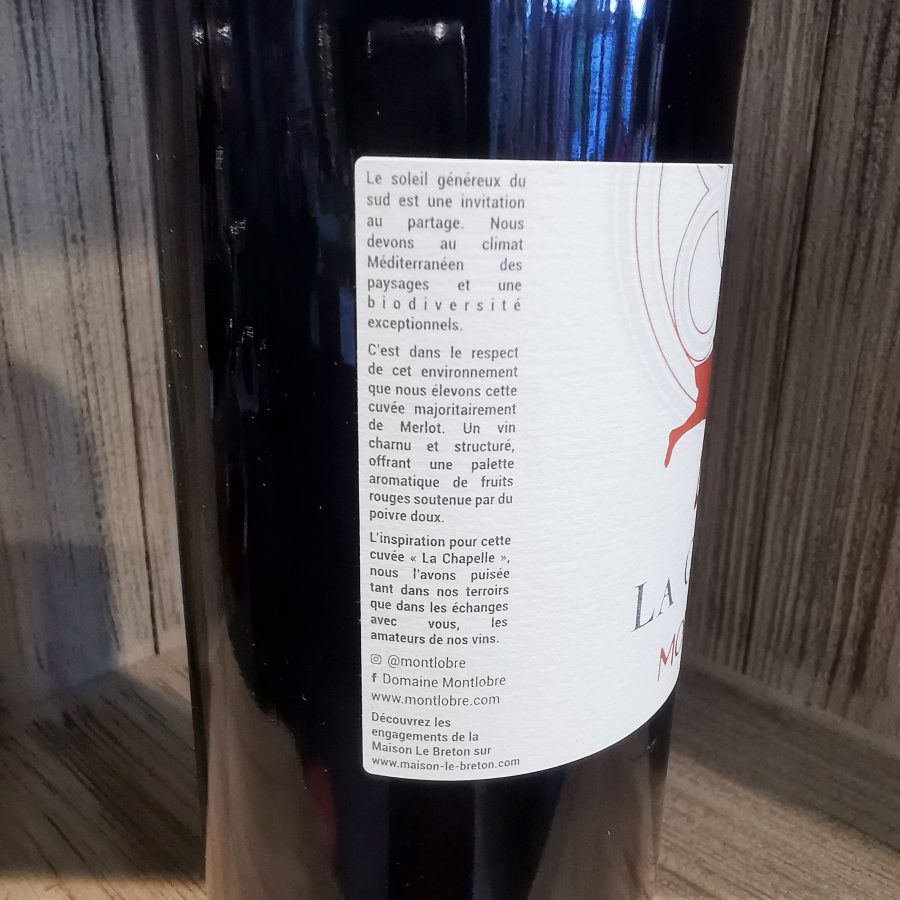 Le soleil généreux du
sud est une invitation
au partage. Nous
devons au climat
Méditerranéen des
paysages et une
biodiversité
exceptionnels.
C'est dans le respect
de cet environnement
que nous élevons cette
cuvée majoritairement
de Merlot. Un vin
charnu et structuré,
offrant une palette
aromatique de fruits
rouges soutenue par du
poivre doux.
L'inspiration pour cette
cuvée « La Chapelle »,
nous l'avons puisée
tant dans nos terroirs
que dans les échanges
avec vous, les
amateurs de nos vins.
@montlobre
f Domaine Montlobre
www.montlobre.com
Découvrez les
engagements de la
Maison Le Breton sur
www.maison-le-breton.com
LA